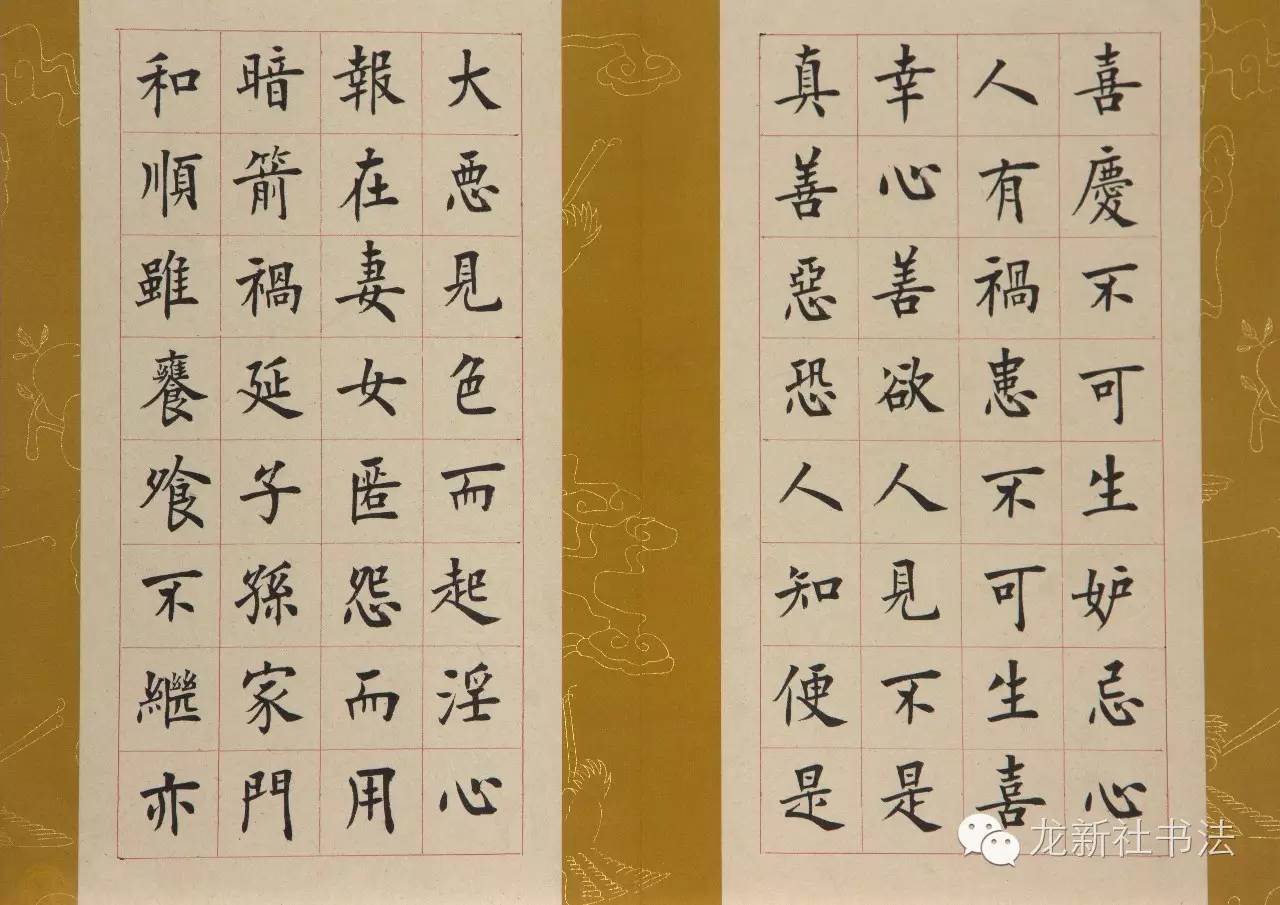 喜慶不可生妒忌心
人有禍患不可生喜
幸心善欲人見不是
真善惡恐人知便是
大惡見色而起淫心
報在妻女匿怨而用
暗箭禍延子孫家門
和順雖饔飧不繼亦
龙新社书法